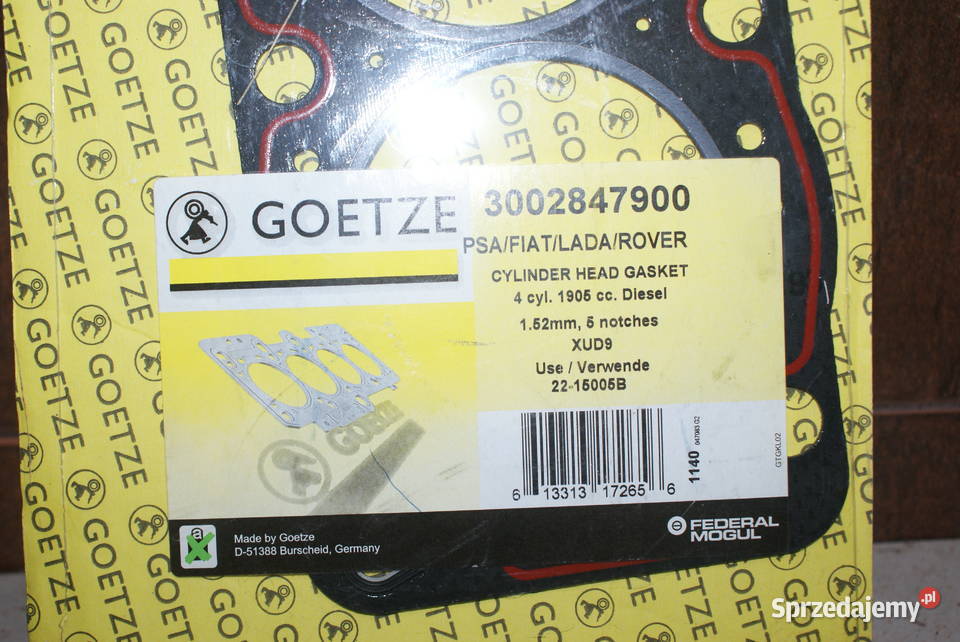 GOETZE
3002847900
PSA/FIAT/LADA/ROVER
CYLINDER HEAD GASKET
4 cyl. 1905 cc. Diesel
1.52mm, 5 notches
XUD9
Use / Verwende
22-15005B
6 13313 17265 6
1140
GTGKL02
GOETZE
a
Made by Goetze
D-51388 Burscheid, Germany
FEDERAL
MOGUL
Sprzedajemy.pl